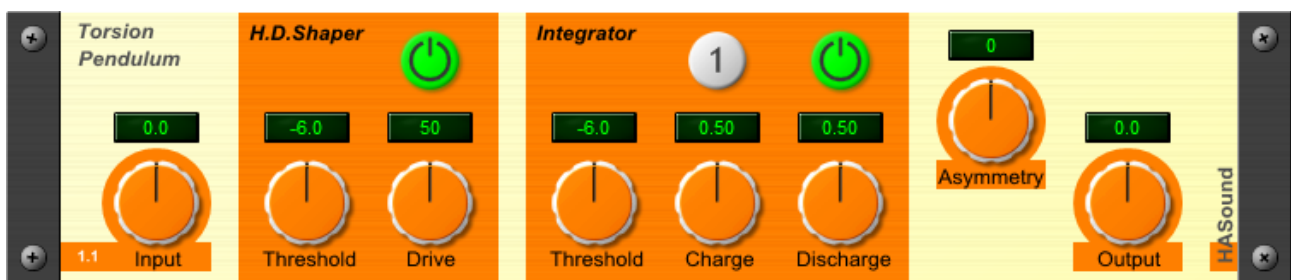 Torsion
Pendulum
0.0
1.1
Input
H.D.Shaper
-6.0
50
Threshold
Drive
Integrator
1
-6.0
0.50
0.50
Threshold
Charge
Discharge
0
Asymmetry
0.0
Output
HASound